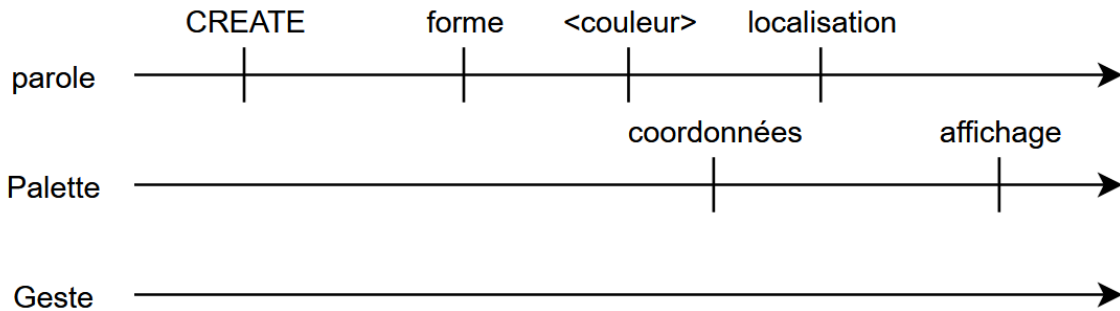 CREATE forme <couleur> localisation
parole
coordonnées affichage
Palette
Geste